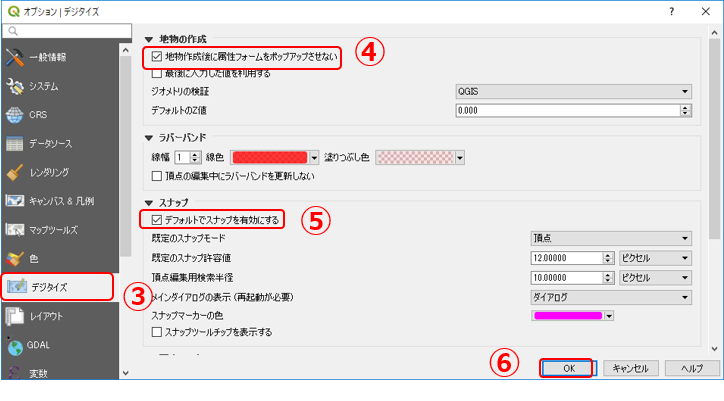 オプション | デジタイズ
? ×
一般情報
システム
CRS
データソース
レンダリング
キャンバス & 凡例
マップツールズ
色
デジタイズ
③
レイアウト
GDAL
変数
地物の作成
地物作成後に属性フォームをポップアップさせない
④
最後に入力した値を利用する
ジオメトリの検証 QGIS
デフォルトのZ値 0.000
ラバーバンド
線幅 1 線色 塗りつぶし色
頂点の編集中にラバーバンドを更新しない
スナップ
デフォルトでスナップを有効にする
⑤
既定のスナップモード 頂点
既定のスナップ許容値 12.00000 ピクセル
頂点編集用検索半径 10.00000 ピクセル
メインダイアログの表示 (再起動が必要) ダイアログ
スナップマーカーの色
スナップツールチップを表示する
⑥
OK キャンセル ヘルプ